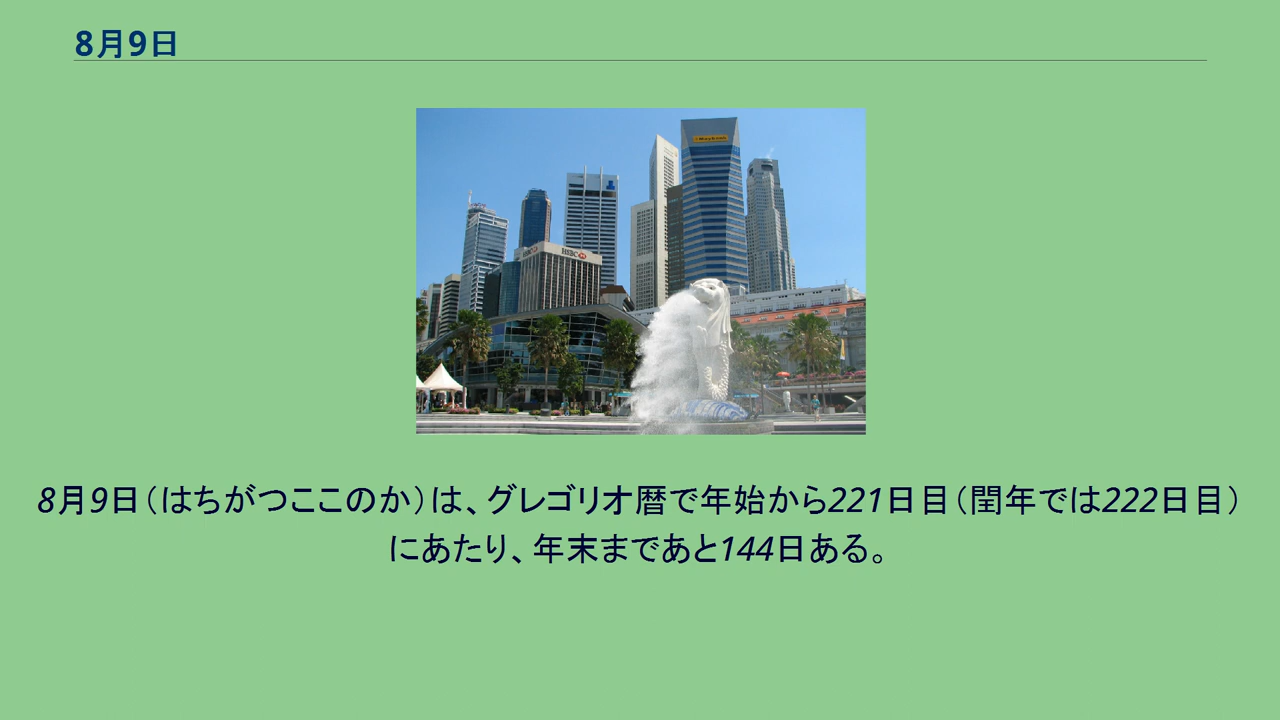 8月9日
HSBC
8月9日（はちがつここのか）は、グレゴリオ暦で年始から221日目（閏年では222日目）
にあたり、年末まであと144日ある。